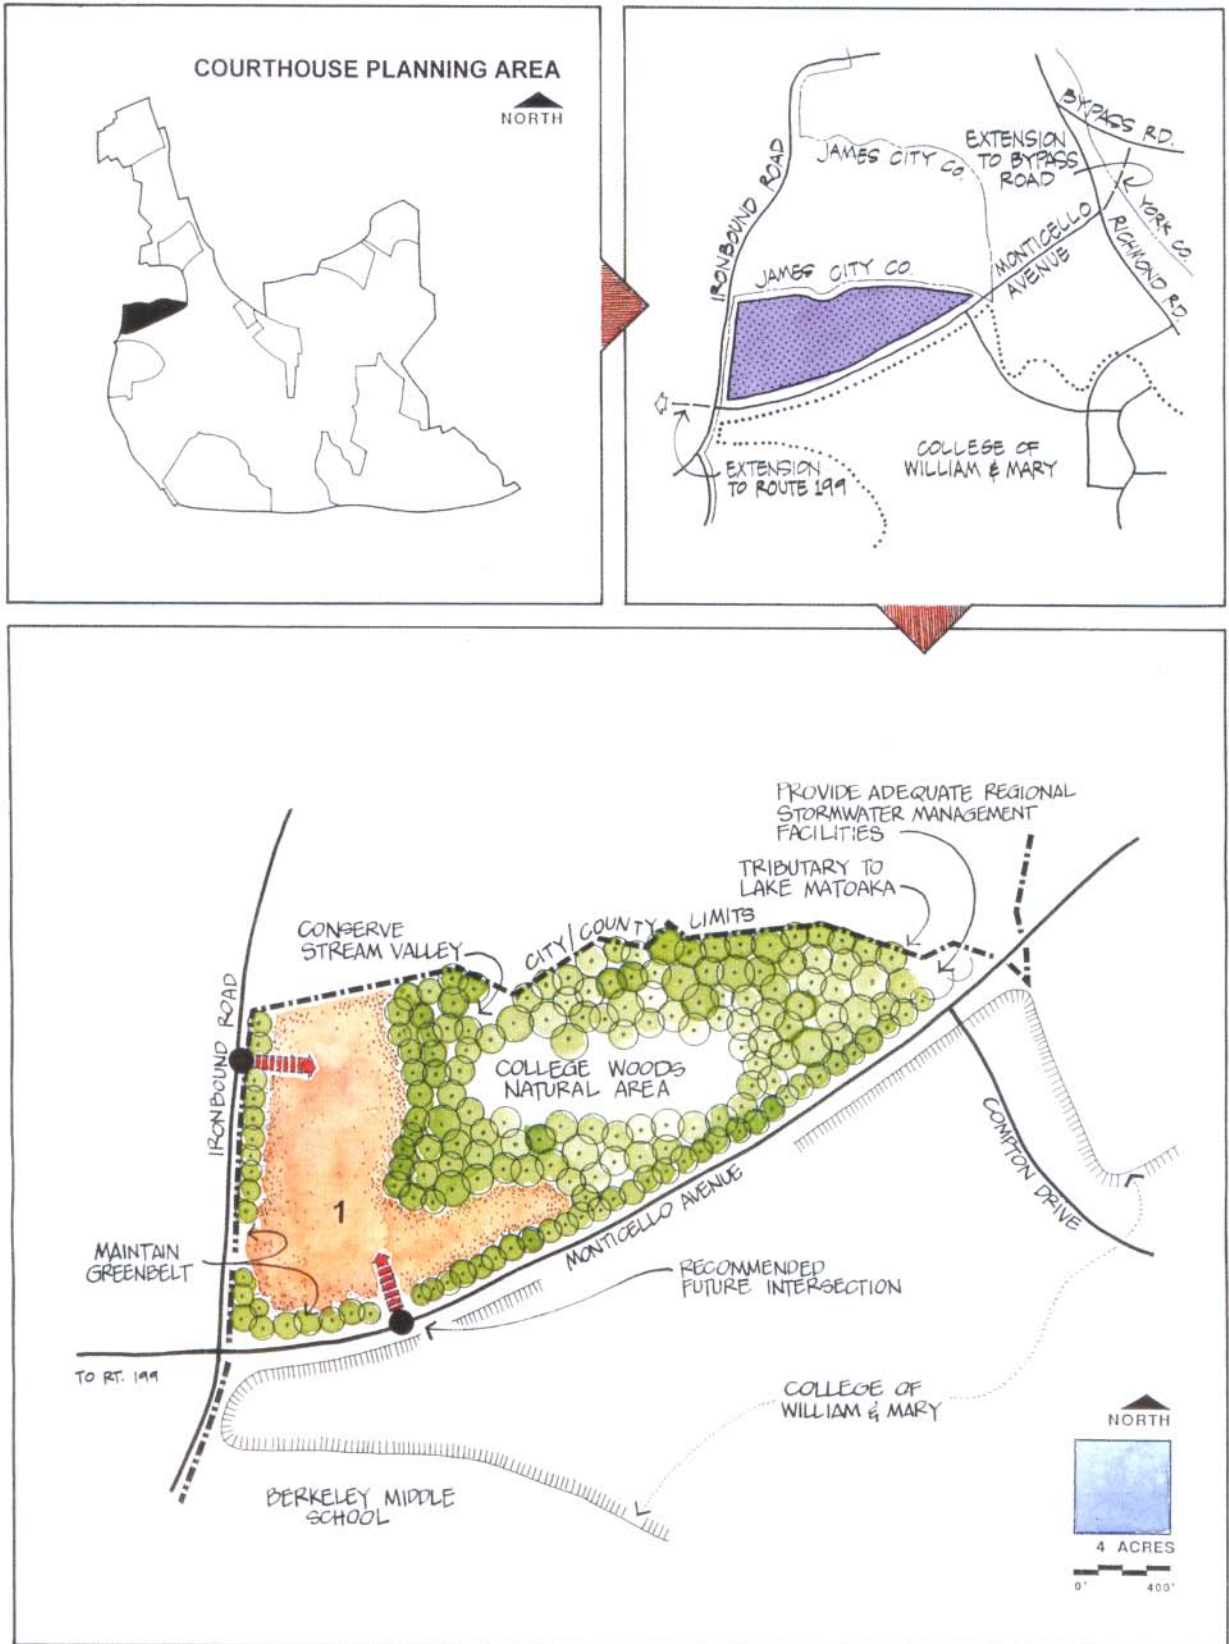 COURTHOUSE PLANNING AREA
NORTH
IRONBOUND ROAD
JAMES CITY CO.
EXTENSION
TO BYPASS
ROAD
BYPASS RD.
YORK CO.
RICHMOND RD.
MONTICELLO
AVENUE
JAMES CITY CO.
EXTENSION
TO ROUTE 199
COLLEGE OF
WILLIAM & MARY
PROVIDE ADEQUATE REGIONAL
STORMWATER MANAGEMENT
FACILITIES
TRIBUTARY TO
LAKE MATOAKA
CONSERVE
STREAM VALLEY
CITY/COUNTY LIMITS
IRONBOUND ROAD
COLLEGE WOODS
NATURAL AREA
COMPTON DRIVE
1
MONTICELLO AVENUE
MAINTAIN
GREENBELT
RECOMMENDED
FUTURE INTERSECTION
TO RT. 199
COLLEGE OF
WILLIAM & MARY
BERKELEY MIDDLE
SCHOOL
NORTH
4 ACRES
0' 400'